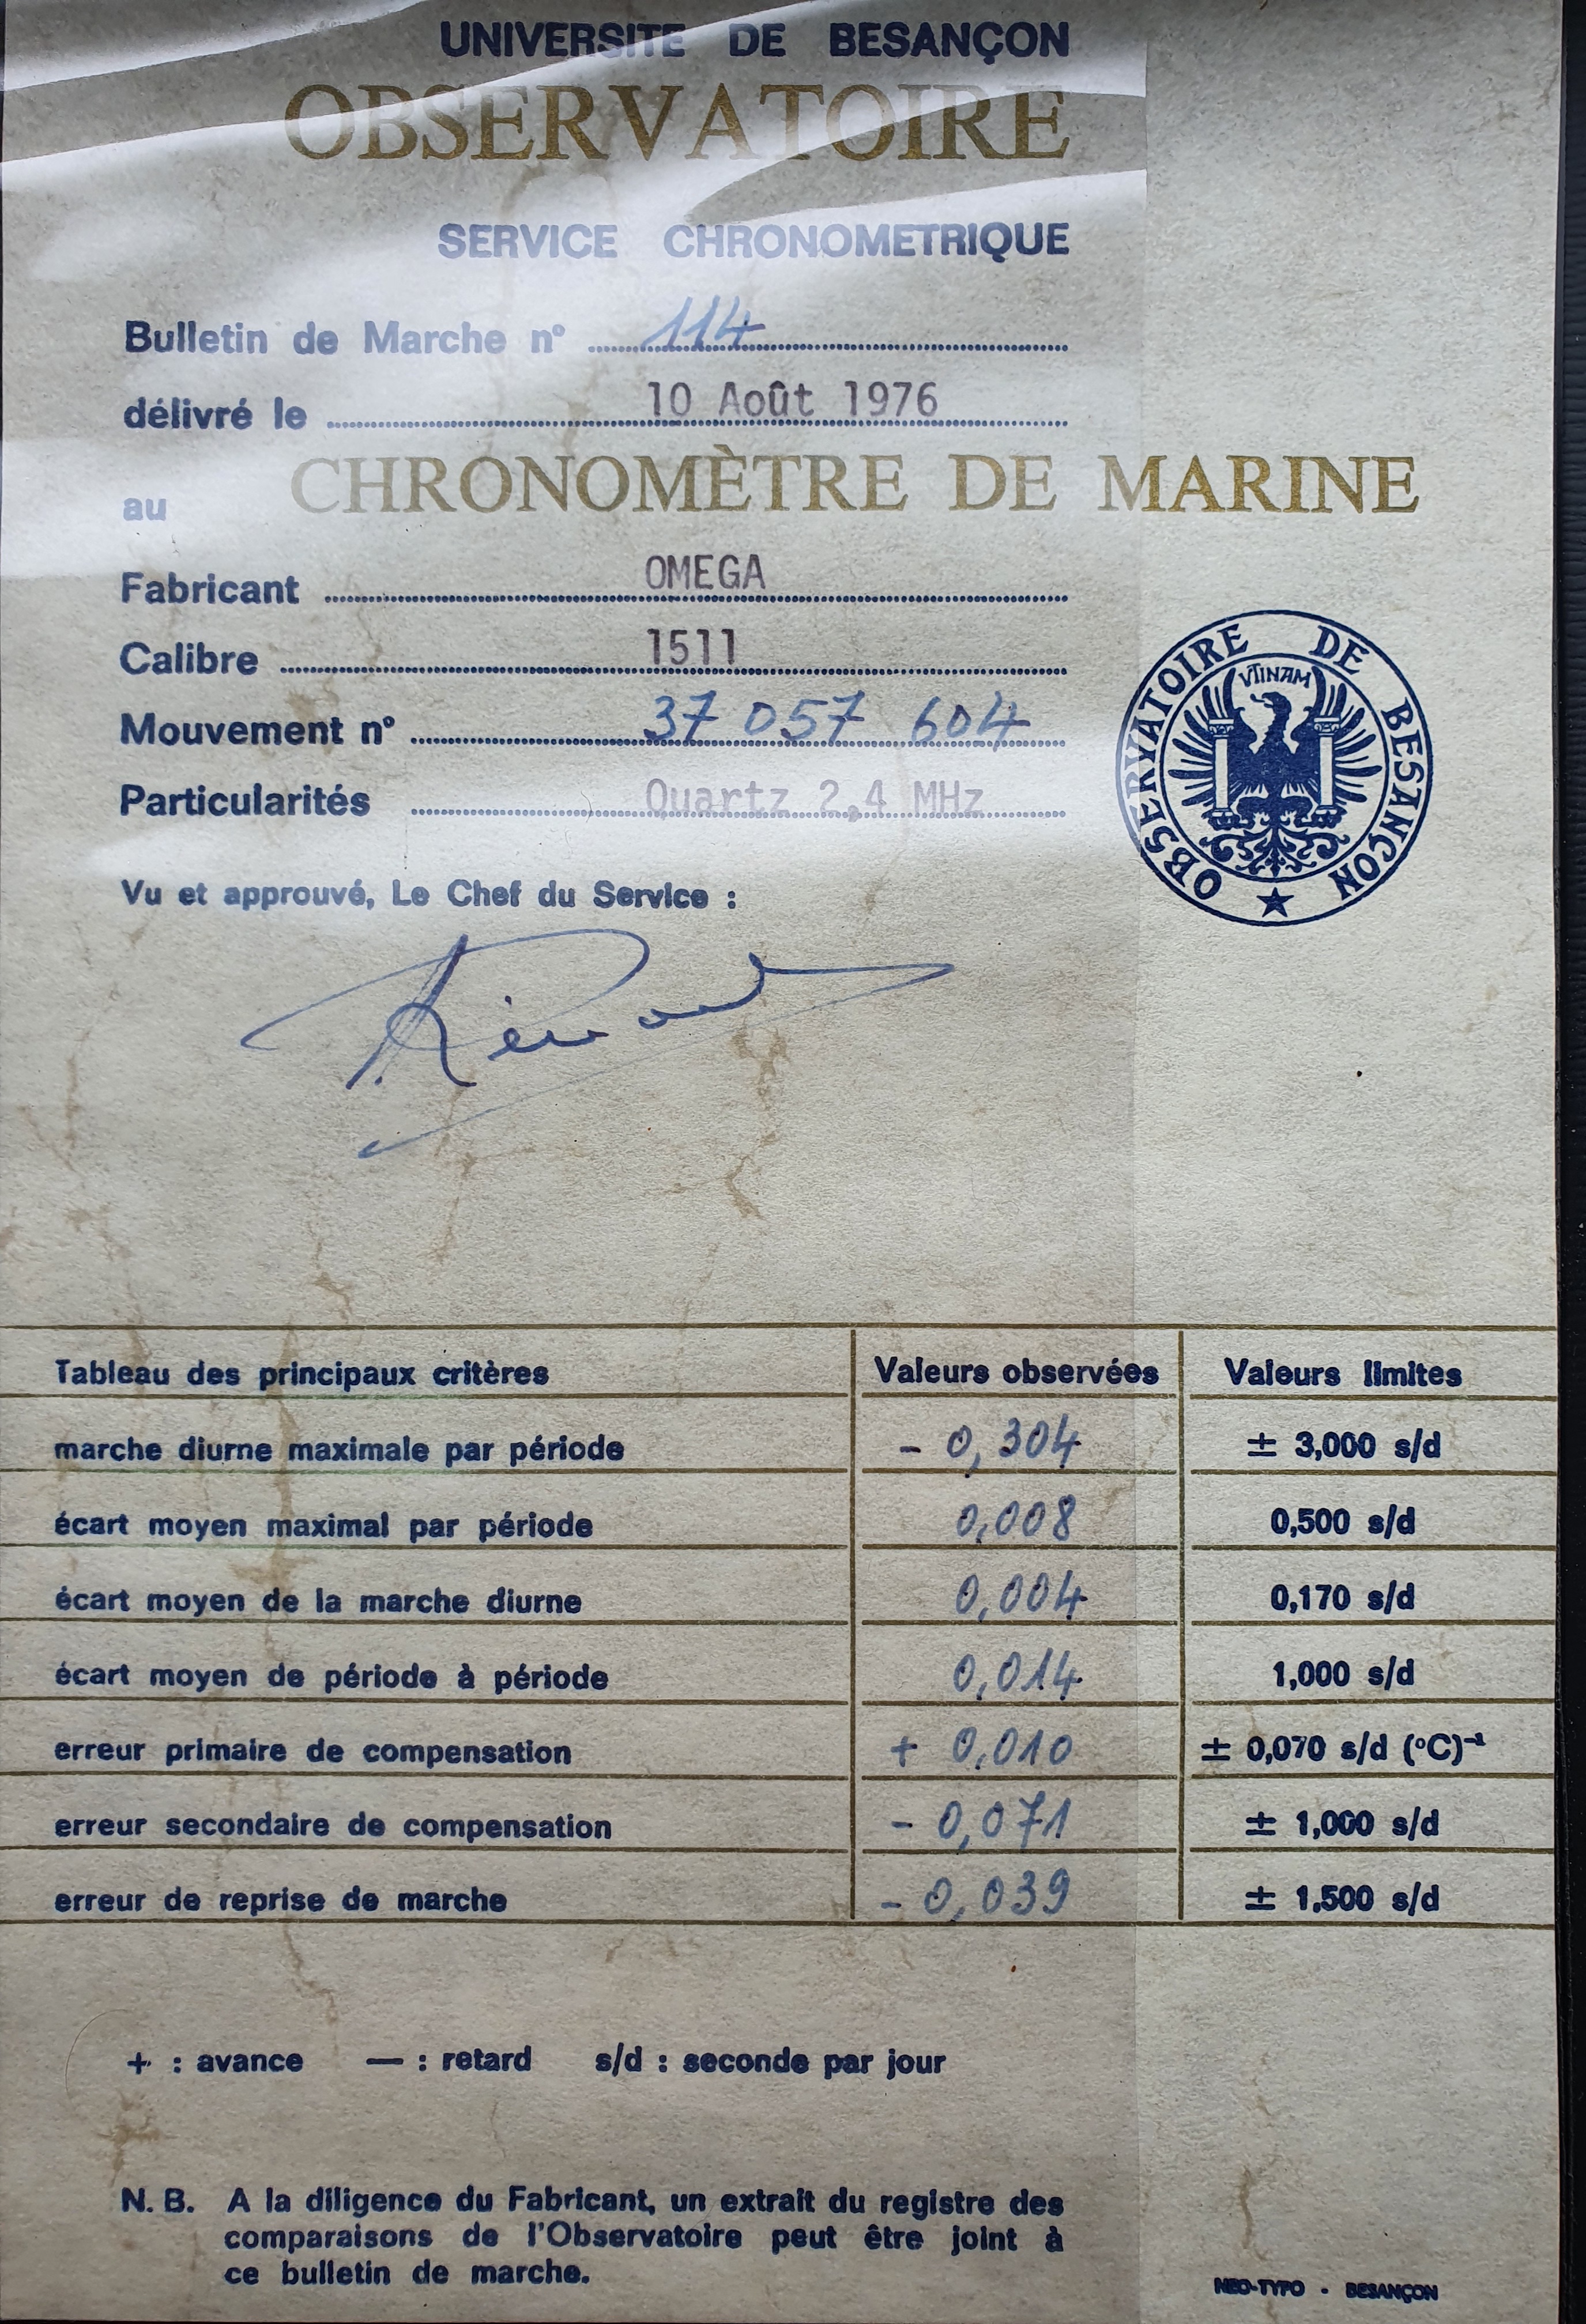 UNIVERSITE DE BESANÇON
OBSERVATOIRE
SERVICE CHRONOMETRIQUE
Bulletin de Marche n° 114
délivré le 10 Août 1976
au CHRONOMÈTRE DE MARINE
Fabricant OMEGA
Calibre 1511
Mouvement n° 37 057 604
Particularités Quartz 2,4 MHz
OBSERVATOIRE DE BESANÇON
VTINAM
Vu et approuvé, Le Chef du Service :
Tableau des principaux critères Valeurs observées Valeurs limites
marche diurne maximale par période - 0,304 ± 3,000 s/d
écart moyen maximal par période 0,008 0,500 s/d
écart moyen de la marche diurne 0,004 0,170 s/d
écart moyen de période à période 0,014 1,000 s/d
erreur primaire de compensation + 0,010 ± 0,070 s/d (°C)⁻¹
erreur secondaire de compensation - 0,071 ± 1,000 s/d
erreur de reprise de marche - 0,039 ± 1,500 s/d
+ : avance — : retard s/d : seconde par jour
N. B. A la diligence du Fabricant, un extrait du registre des
comparaisons de l'Observatoire peut être joint à
ce bulletin de marche.
NEO-TYPO - BESANÇON